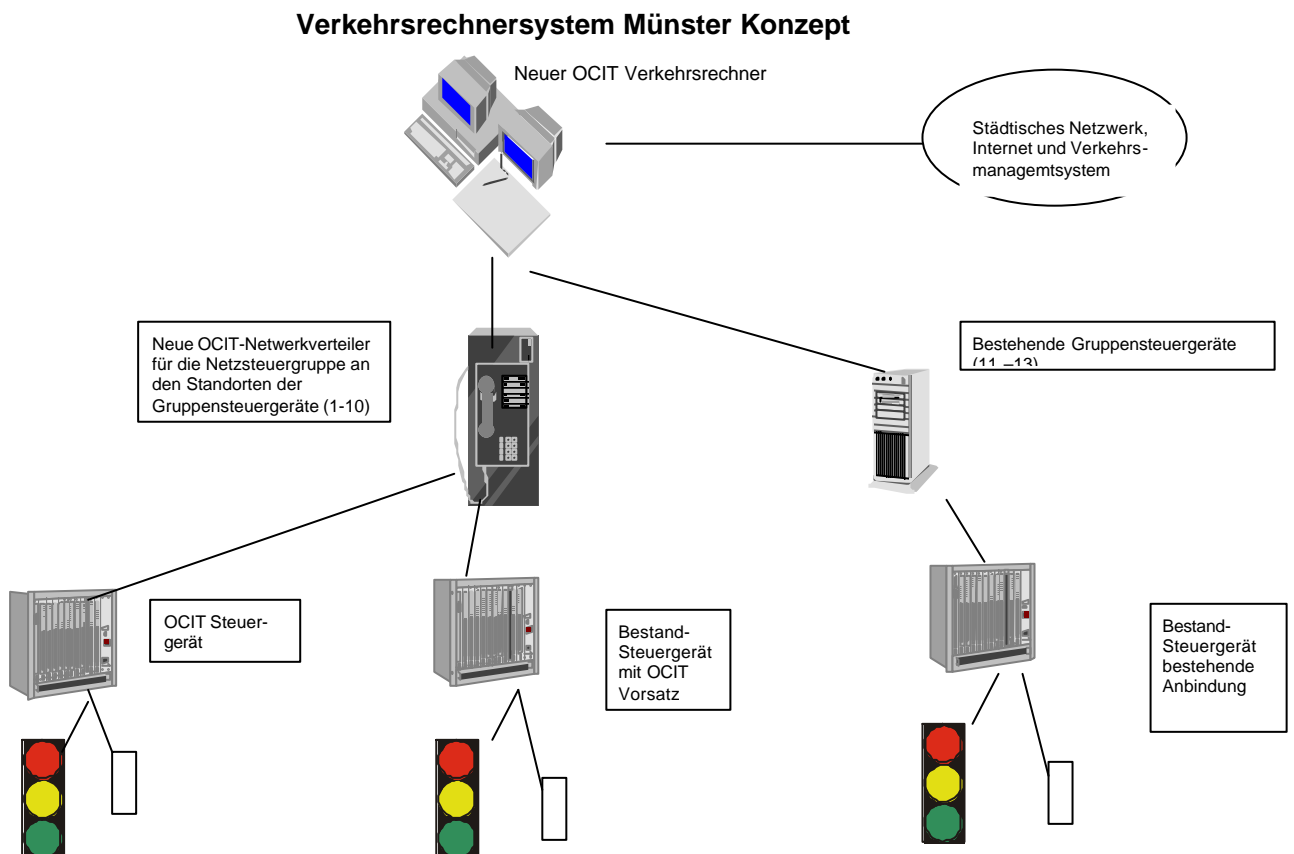 Verkehrsrechnersystem Münster Konzept
Neuer OCIT Verkehrsrechner
Städtisches Netzwerk,
Internet und Verkehrs-
managemtsystem
Neue OCIT-Netwerkverteiler
für die Netzsteuergruppe an
den Standorten der
Gruppensteuergeräte (1-10)
Bestehende Gruppensteuergeräte
(11 –13)
OCIT Steuer-
gerät
Bestand-
Steuergerät
mit OCIT
Vorsatz
Bestand-
Steuergerät
bestehende
Anbindung